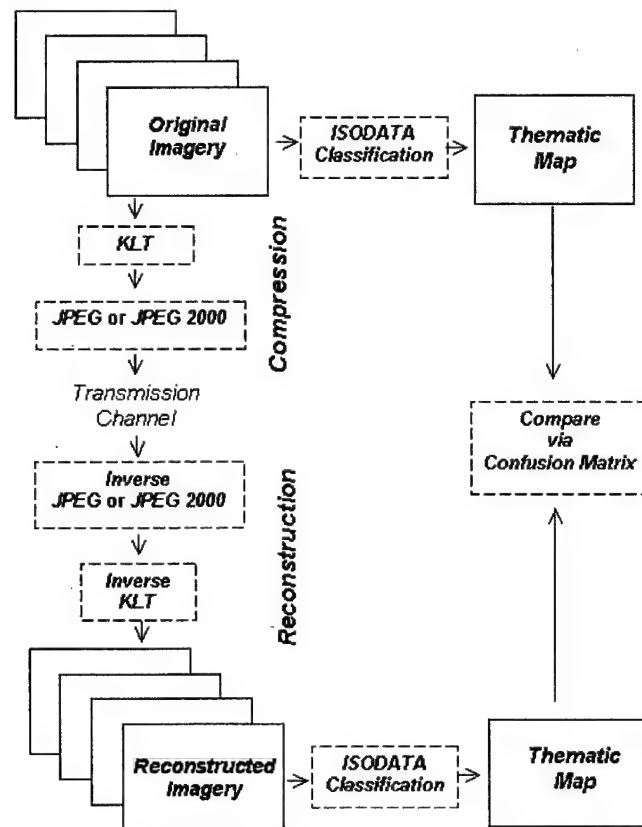 Original
Imagery
ISODATA
Classification
Thematic
Map
KLT
Compression
JPEG or JPEG 2000
Transmission
Channel
Compare
via
Confusion Matrix
Inverse
JPEG or JPEG 2000
Reconstruction
Inverse
KLT
Reconstructed
Imagery
ISODATA
Classification
Thematic
Map